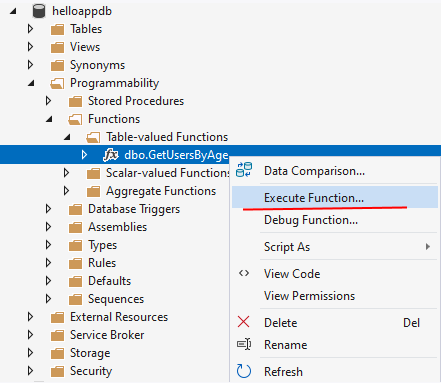 helloappdb
Tables
Views
Synonyms
Programmability
Stored Procedures
Functions
Table-valued Functions
dbo.GetUsersByAge
Scalar-valued Functions
Aggregate Functions
Database Triggers
Assemblies
Types
Rules
Defaults
Sequences
External Resources
Service Broker
Storage
Security
Data Comparison...
Execute Function...
Debug Function...
Script As
View Code
View Permissions
Delete Del
Rename
Refresh